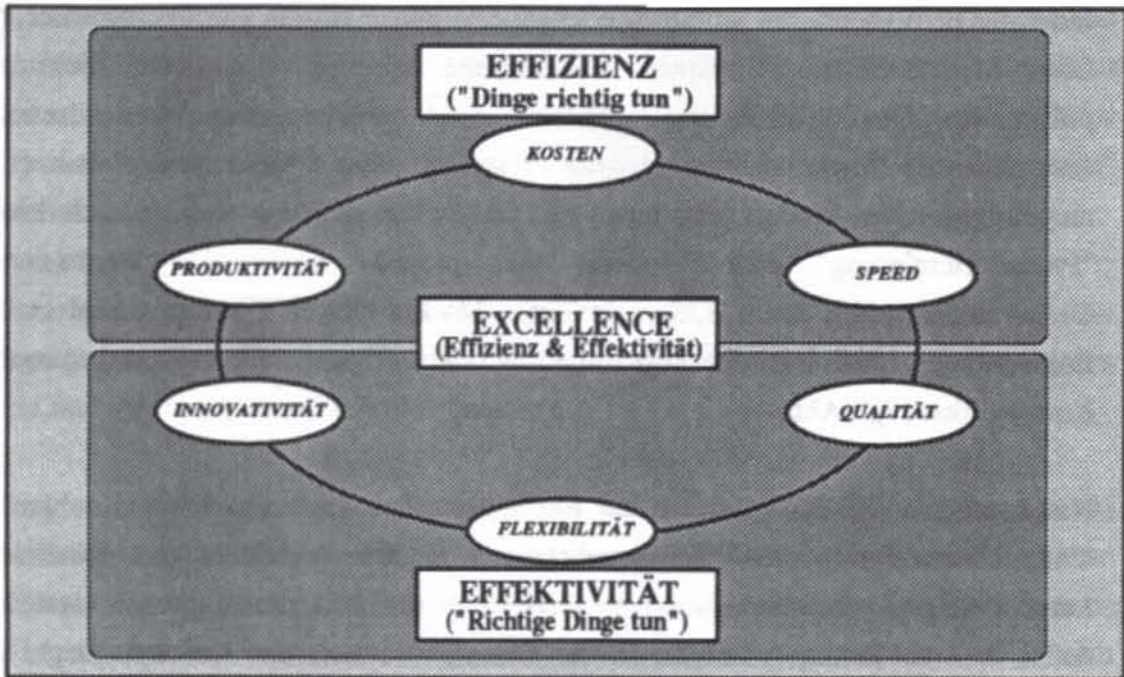 EFFIZIENZ
("Dinge richtig tun")
KOSTEN
PRODUKTIVITÄT
SPEED
EXCELLENCE
(Effizienz & Effektivität)
INNOVATIVITÄT
QUALITÄT
FLEXIBILITÄT
EFFEKTIVITÄT
("Richtige Dinge tun")